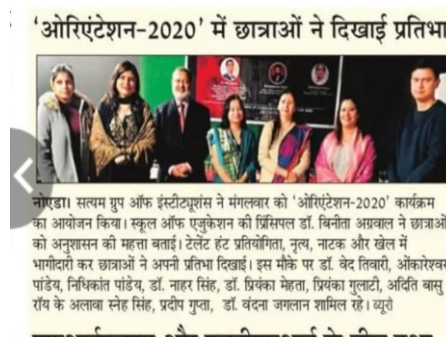 ‘ओरिएंटेशन-2020’ में छात्राओं ने दिखाई प्रतिभा
नोएडा। सत्यम ग्रुप ऑफ इंस्टीट्यूशंस ने मंगलवार को ‘ओरिएंटेशन-2020’ कार्यक्रम
का आयोजन किया। स्कूल ऑफ एजुकेशन की प्रिंसिपल डॉ. बिनीता अग्रवाल ने छात्राओं
को अनुशासन की महत्ता बताई। टेलेंट हंट प्रतियोगिता, नृत्य, नाटक और खेल में
भागीदारी कर छात्राओं ने अपनी प्रतिभा दिखाई। इस मौके पर डॉ. वेद तिवारी, ओंकारेश्वर
पांडेय, निधिकांत पांडेय, डॉ. नाहर सिंह, डॉ. प्रियंका मेहता, प्रियंका गुलाटी, अदिति बासु
रॉय के अलावा स्नेह सिंह, प्रदीप गुप्ता, डॉ. वंदना जगलान शामिल रहे। ब्यूरो